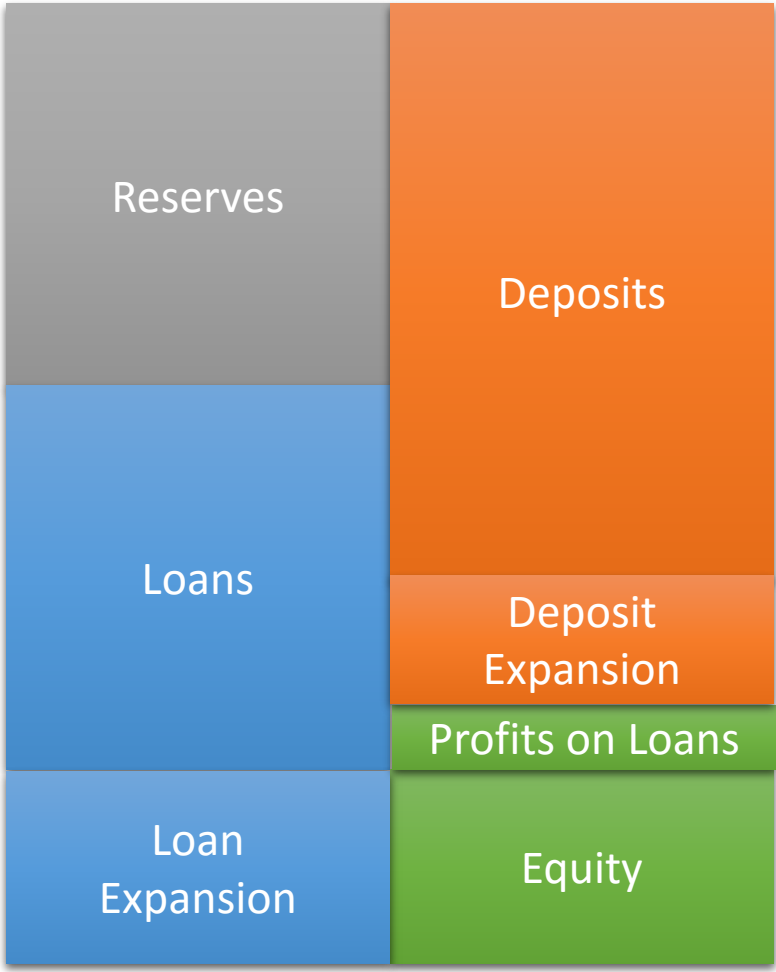 Reserves
Deposits
Loans
Deposit
Expansion
Profits on Loans
Loan
Expansion
Equity